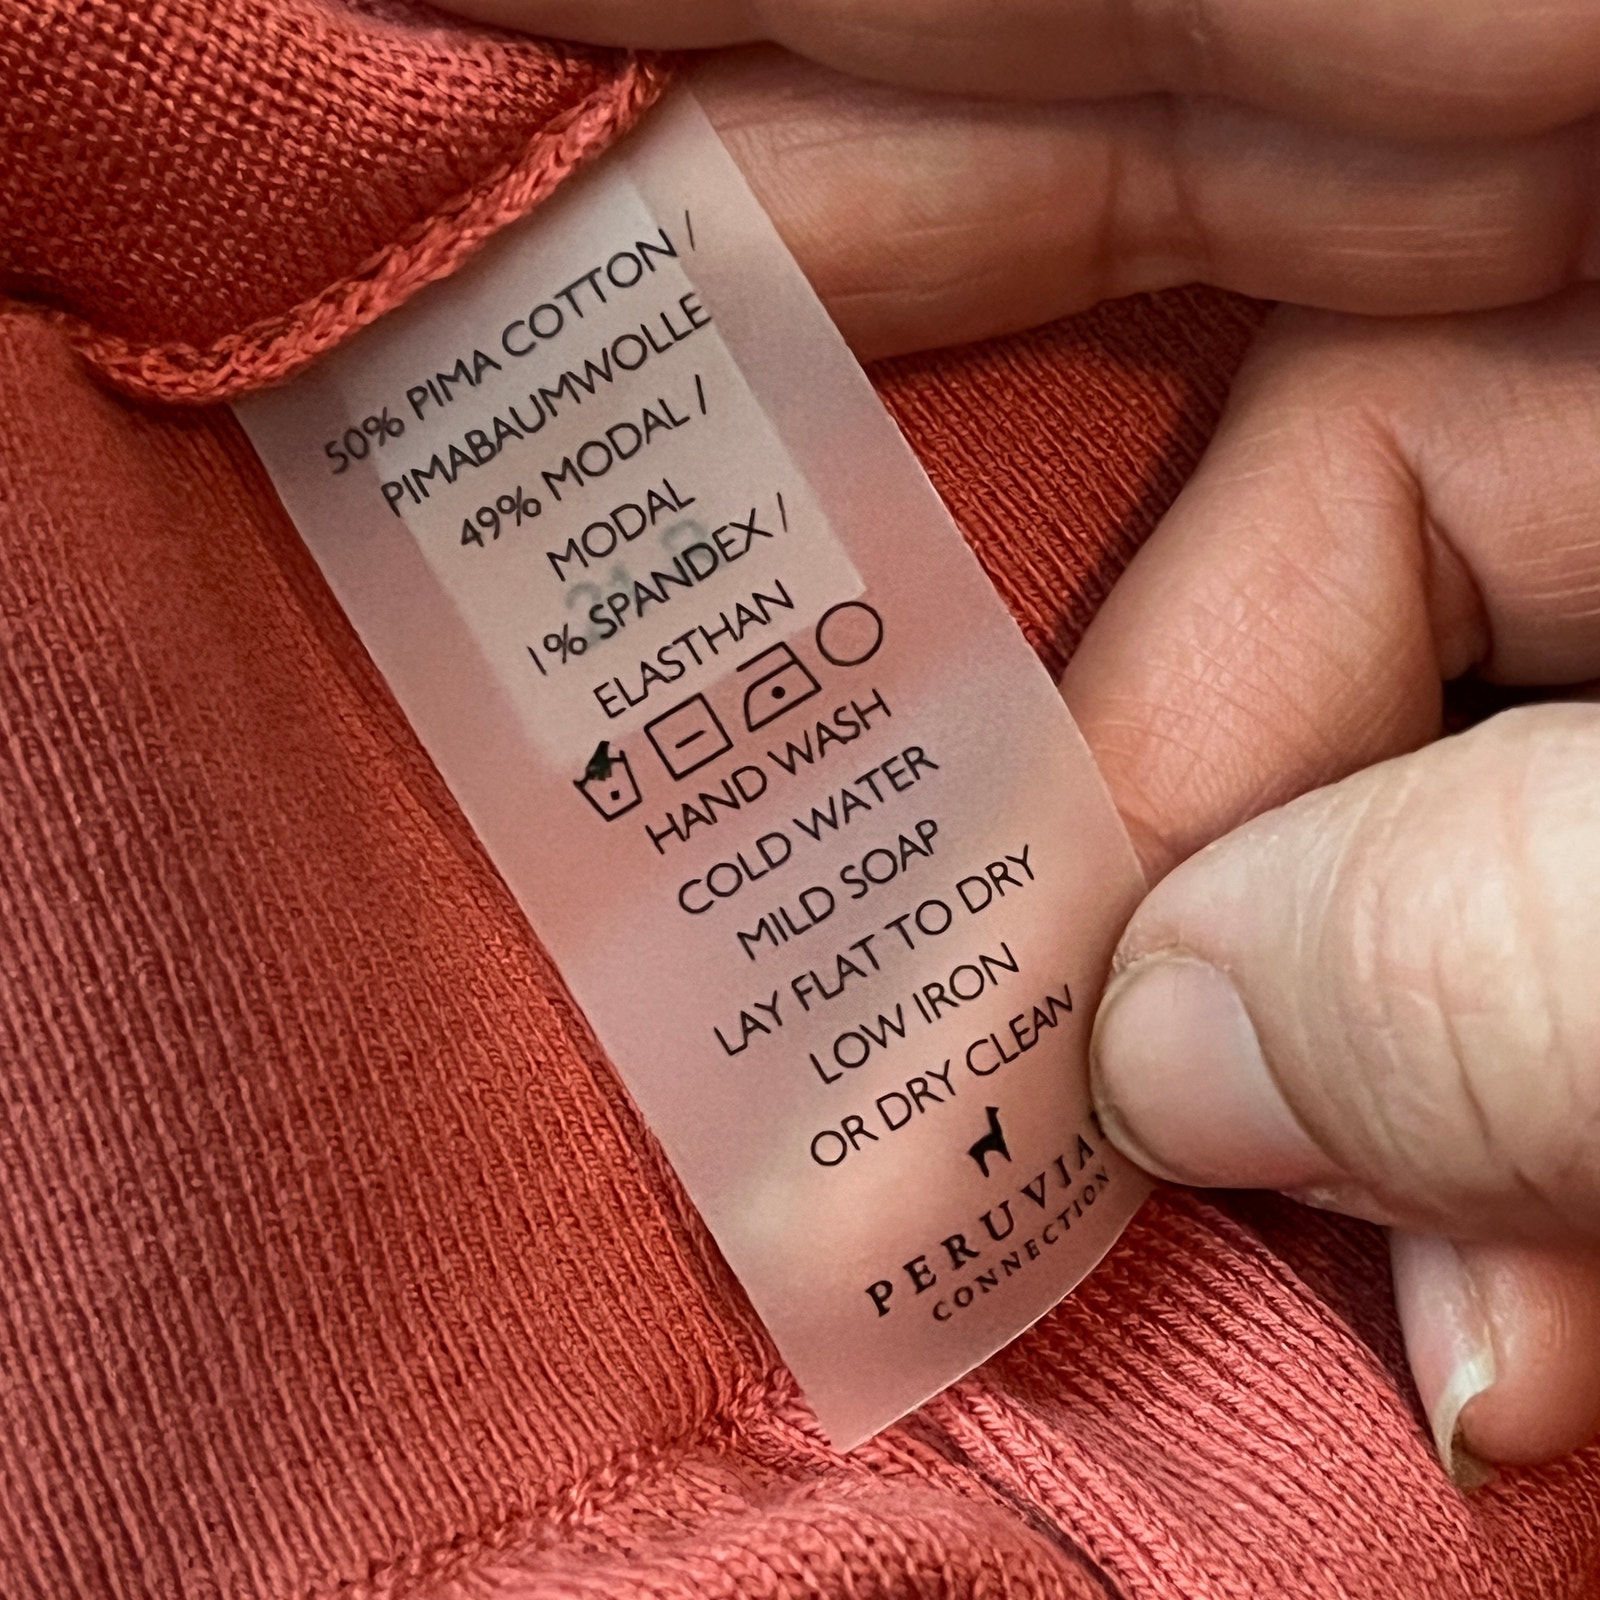 50% PIMA COTTON /
PIMABAUMWOLLE
49% MODAL /
MODAL
1% SPANDEX /
ELASTHAN
HAND WASH
COLD WATER
MILD SOAP
LAY FLAT TO DRY
LOW IRON
OR DRY CLEAN
PERUVIA
CONNECTION